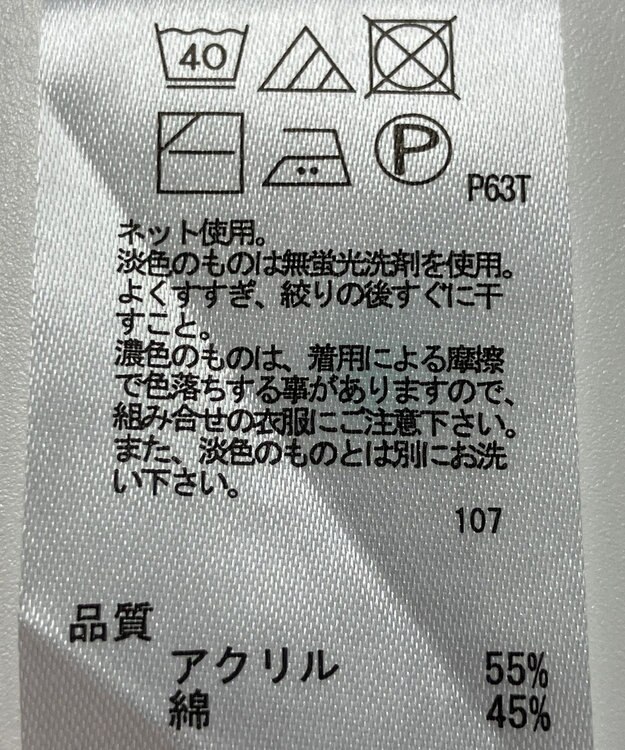 40
P
P63T
ネット使用。
淡色のものは無蛍光洗剤を使用。
よくすすぎ、絞りの後すぐに干
すこと。
濃色のものは、着用による摩擦
で色落ちする事がありますので、
組み合せの衣服にご注意下さい。
また、淡色のものとは別にお洗
い下さい。
107
品質
アクリル 55%
綿 45%